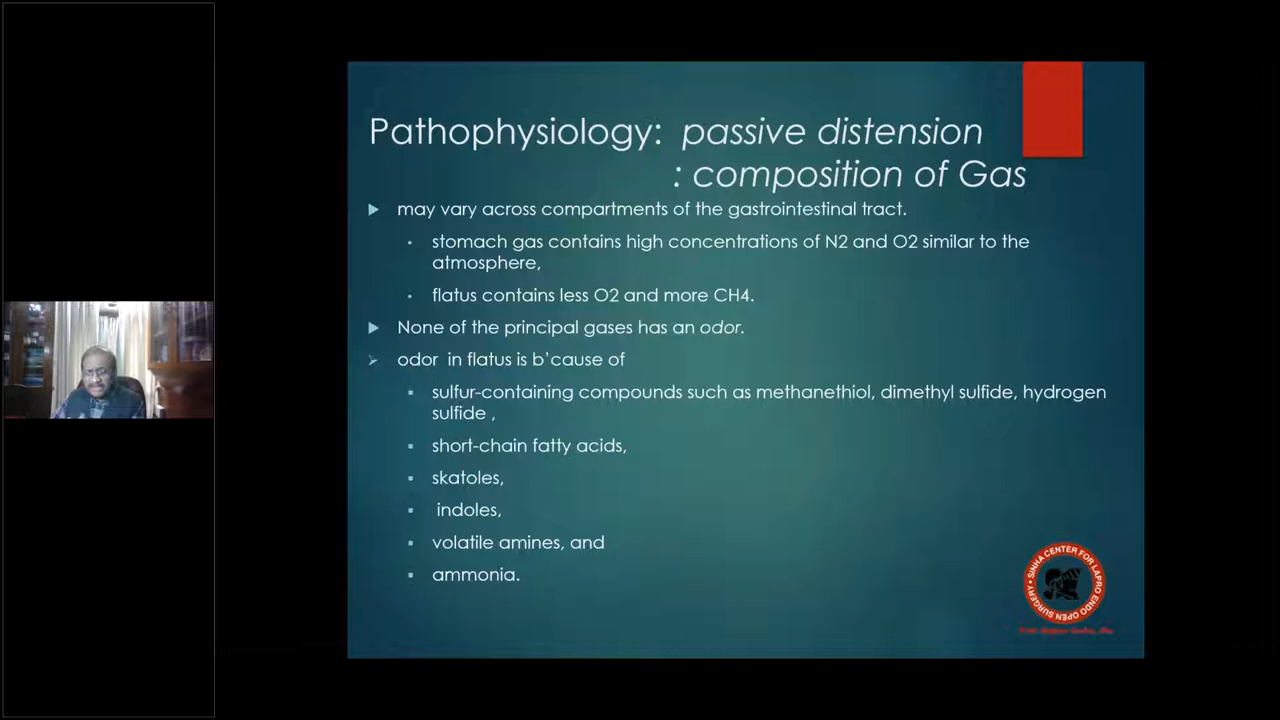 Pathophysiology: passive distension
: composition of Gas
may vary across compartments of the gastrointestinal tract.
stomach gas contains high concentrations of N2 and O2 similar to the
atmosphere,
flatus contains less O2 and more CH4.
None of the principal gases has an odor.
odor in flatus is b'cause of
sulfur-containing compounds such as methanethiol, dimethyl sulfide, hydrogen
sulfide ,
short-chain fatty acids,
skatoles,
indoles,
volatile amines, and
ammonia.
SINHA CENTER FOR LAPRO ENDO OPEN SURGERY